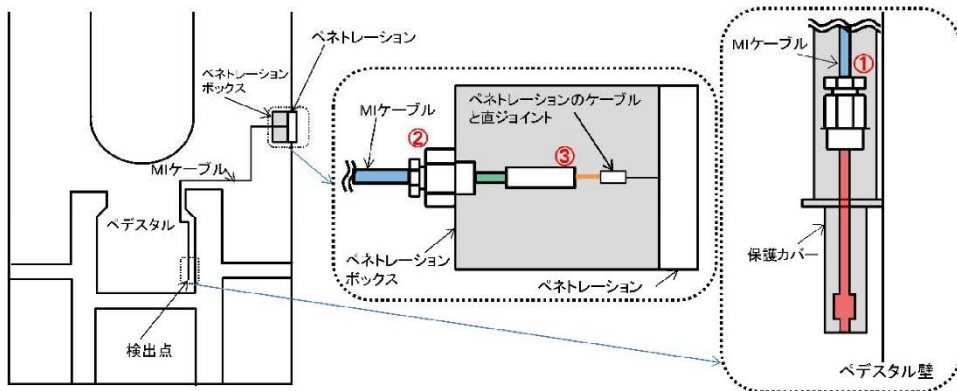 ペネトレーション
ペネトレーション
ボックス
MIケーブル
ペデスタル
検出点
MIケーブル
②
ペネトレーションのケーブル
と直ジョイント
③
ペネトレーション
ボックス
ペネトレーション
MIケーブル
①
保護カバー
ペデスタル壁